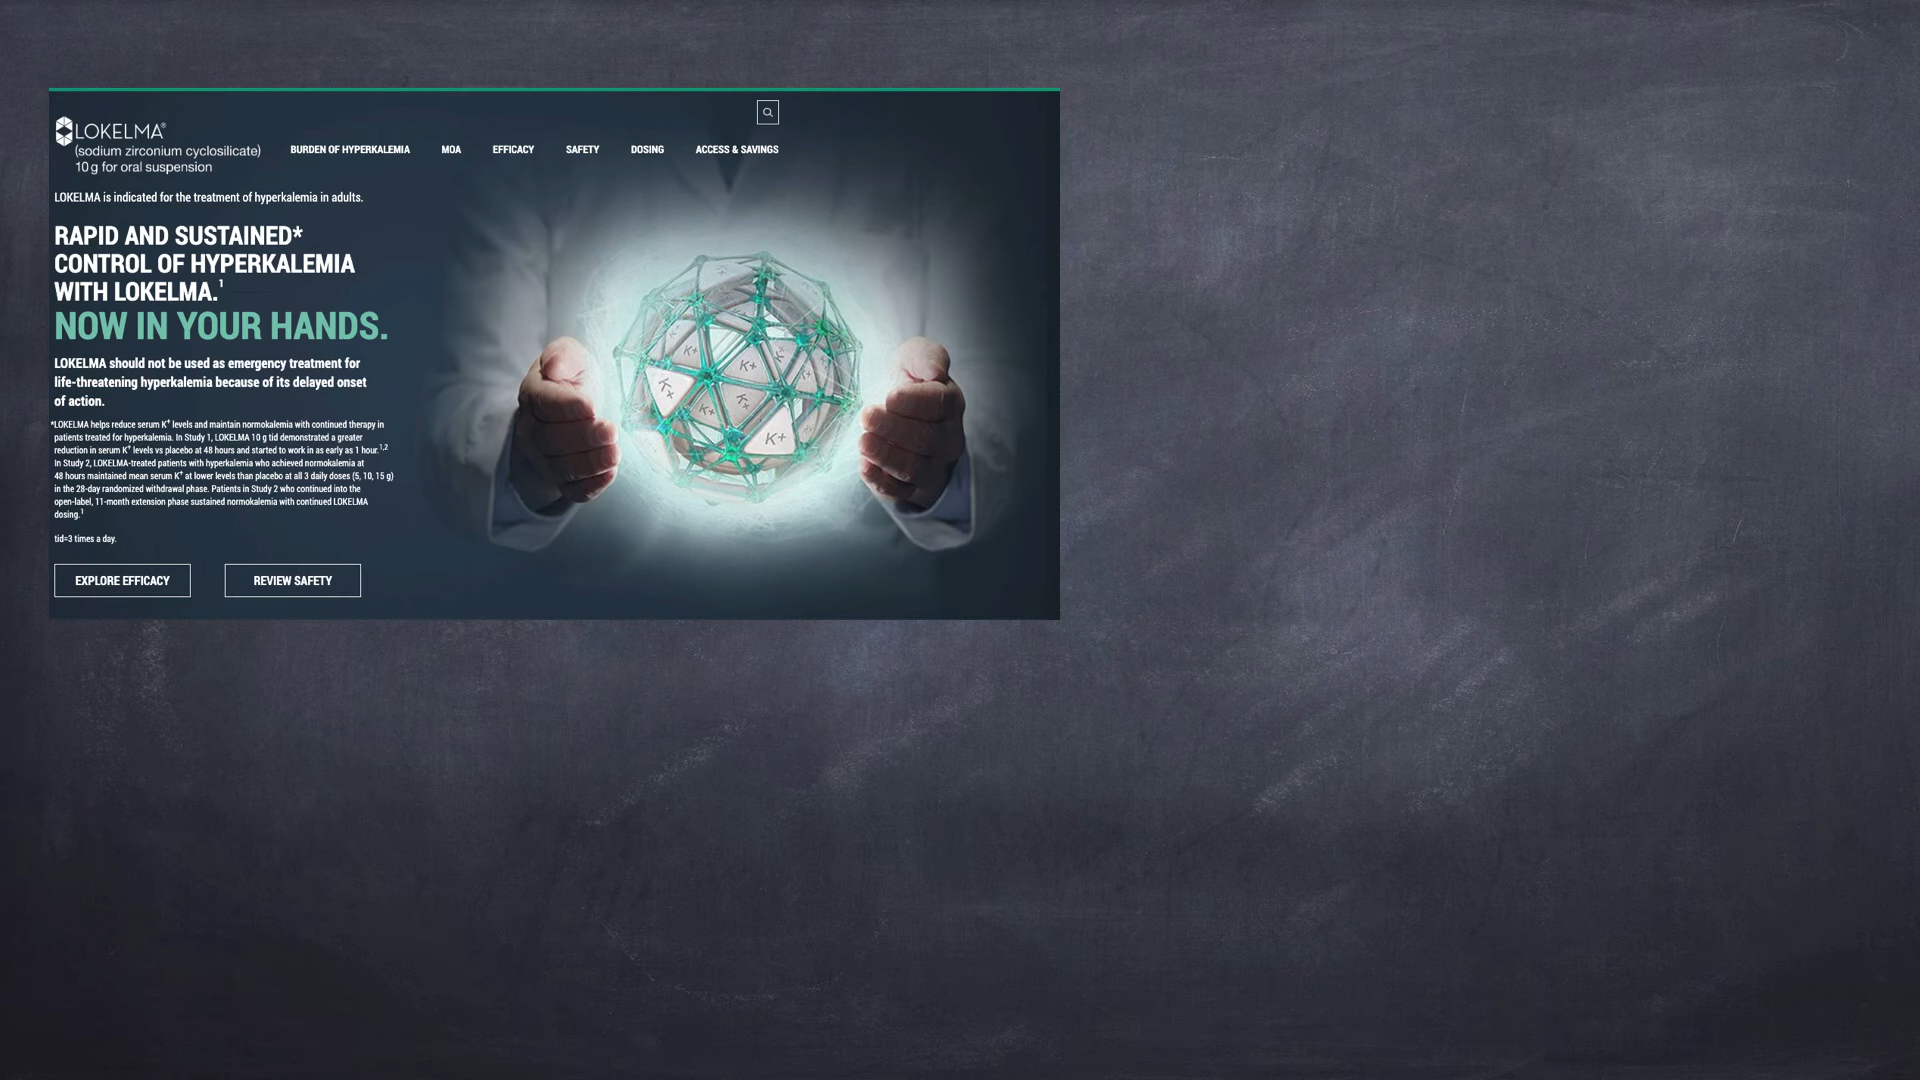 LOKELMA®
(sodium zirconium cyclosilicate)
10 g for oral suspension
BURDEN OF HYPERKALEMIA MOA EFFICACY SAFETY DOSING ACCESS & SAVINGS
LOKELMA is indicated for the treatment of hyperkalemia in adults.
RAPID AND SUSTAINED*
CONTROL OF HYPERKALEMIA
WITH LOKELMA.¹
NOW IN YOUR HANDS.
LOKELMA should not be used as emergency treatment for
life-threatening hyperkalemia because of its delayed onset
of action.
*LOKELMA helps reduce serum K⁺ levels and maintain normokalemia with continued therapy in
patients treated for hyperkalemia. In Study 1, LOKELMA 10 g tid demonstrated a greater
reduction in serum K⁺ levels vs placebo at 48 hours and started to work in as early as 1 hour.¹,²
In Study 2, LOKELMA-treated patients with hyperkalemia who achieved normokalemia at
48 hours maintained mean serum K⁺ at lower levels than placebo at all 3 daily doses (5, 10, 15 g)
in the 28-day randomized withdrawal phase. Patients in Study 2 who continued into the
open-label, 11-month extension phase sustained normokalemia with continued LOKELMA
dosing.¹
tid=3 times a day.
EXPLORE EFFICACY REVIEW SAFETY
K+
K+
K+
K+
K+
K+
K+
K+